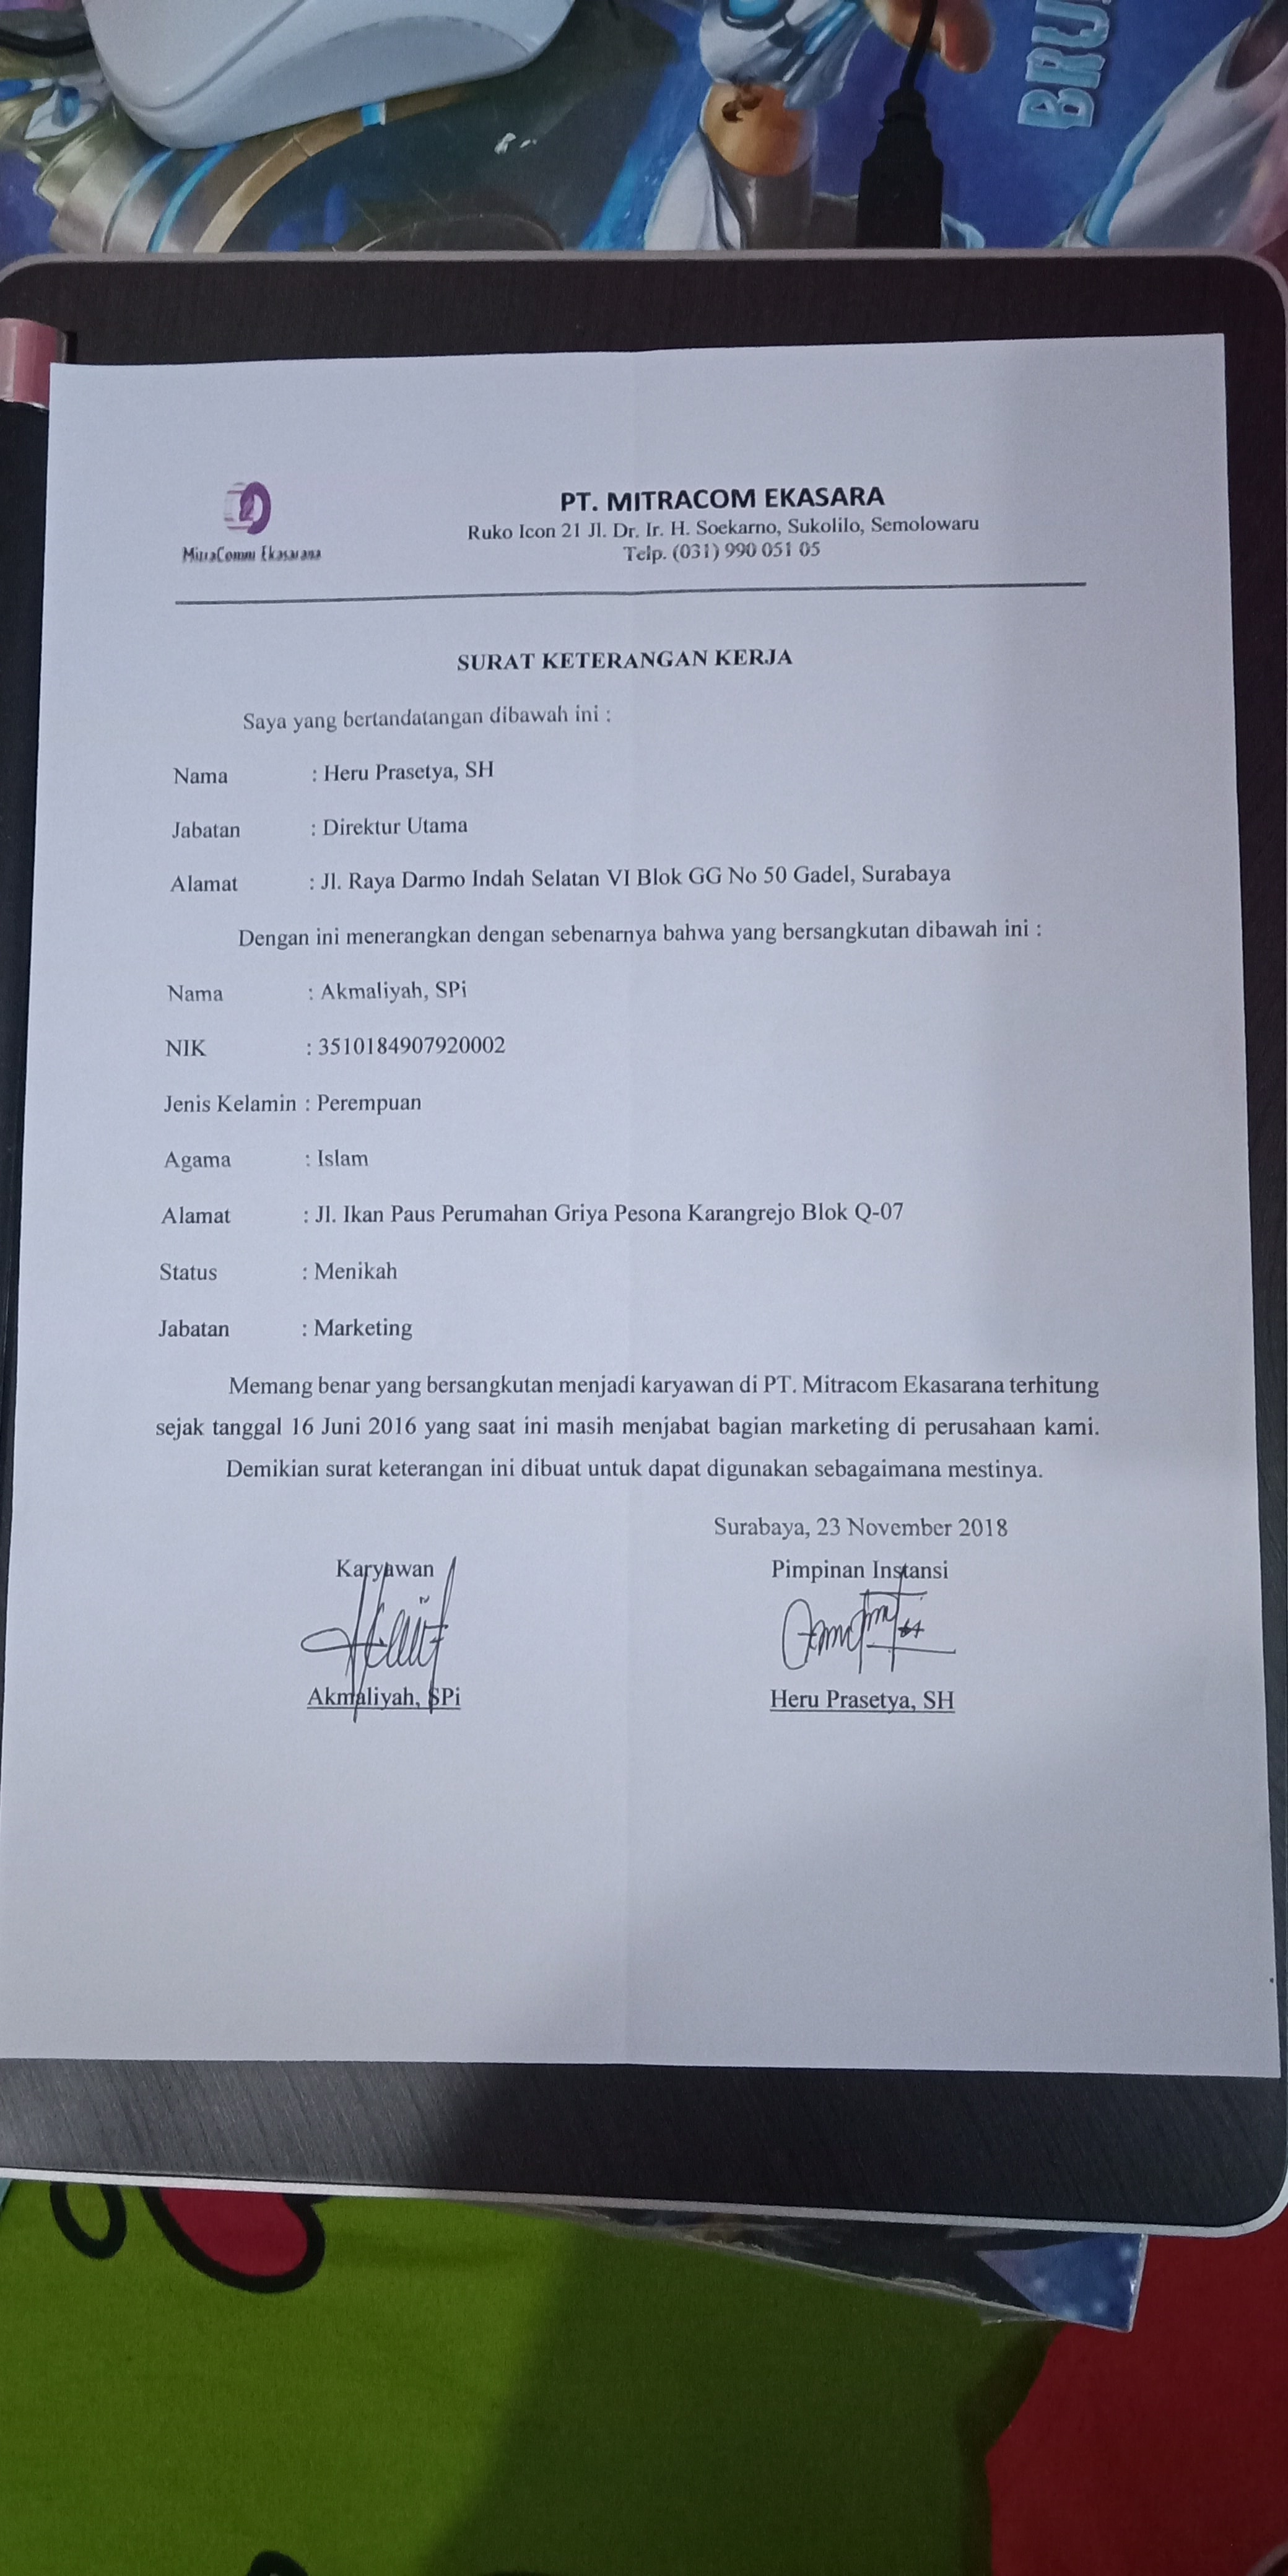 BRU
PT. MITRACOM EKASARA
Ruko Icon 21 Jl. Dr. Ir. H. Soekarno, Sukolilo, Semolowaru
Telp. (031) 990 051 05
MitraComm Ekasarana
SURAT KETERANGAN KERJA
Saya yang bertandatangan dibawah ini :
Nama : Heru Prasetya, SH
Jabatan : Direktur Utama
Alamat : Jl. Raya Darmo Indah Selatan VI Blok GG No 50 Gadel, Surabaya
Dengan ini menerangkan dengan sebenarnya bahwa yang bersangkutan dibawah ini :
Nama : Akmaliyah, SPi
NIK : 3510184907920002
Jenis Kelamin : Perempuan
Agama : Islam
Alamat : Jl. Ikan Paus Perumahan Griya Pesona Karangrejo Blok Q-07
Status : Menikah
Jabatan : Marketing
Memang benar yang bersangkutan menjadi karyawan di PT. Mitracom Ekasarana terhitung
sejak tanggal 16 Juni 2016 yang saat ini masih menjabat bagian marketing di perusahaan kami.
Demikian surat keterangan ini dibuat untuk dapat digunakan sebagaimana mestinya.
Surabaya, 23 November 2018
Karyawan Pimpinan Instansi
Akmaliyah, SPi Heru Prasetya, SH